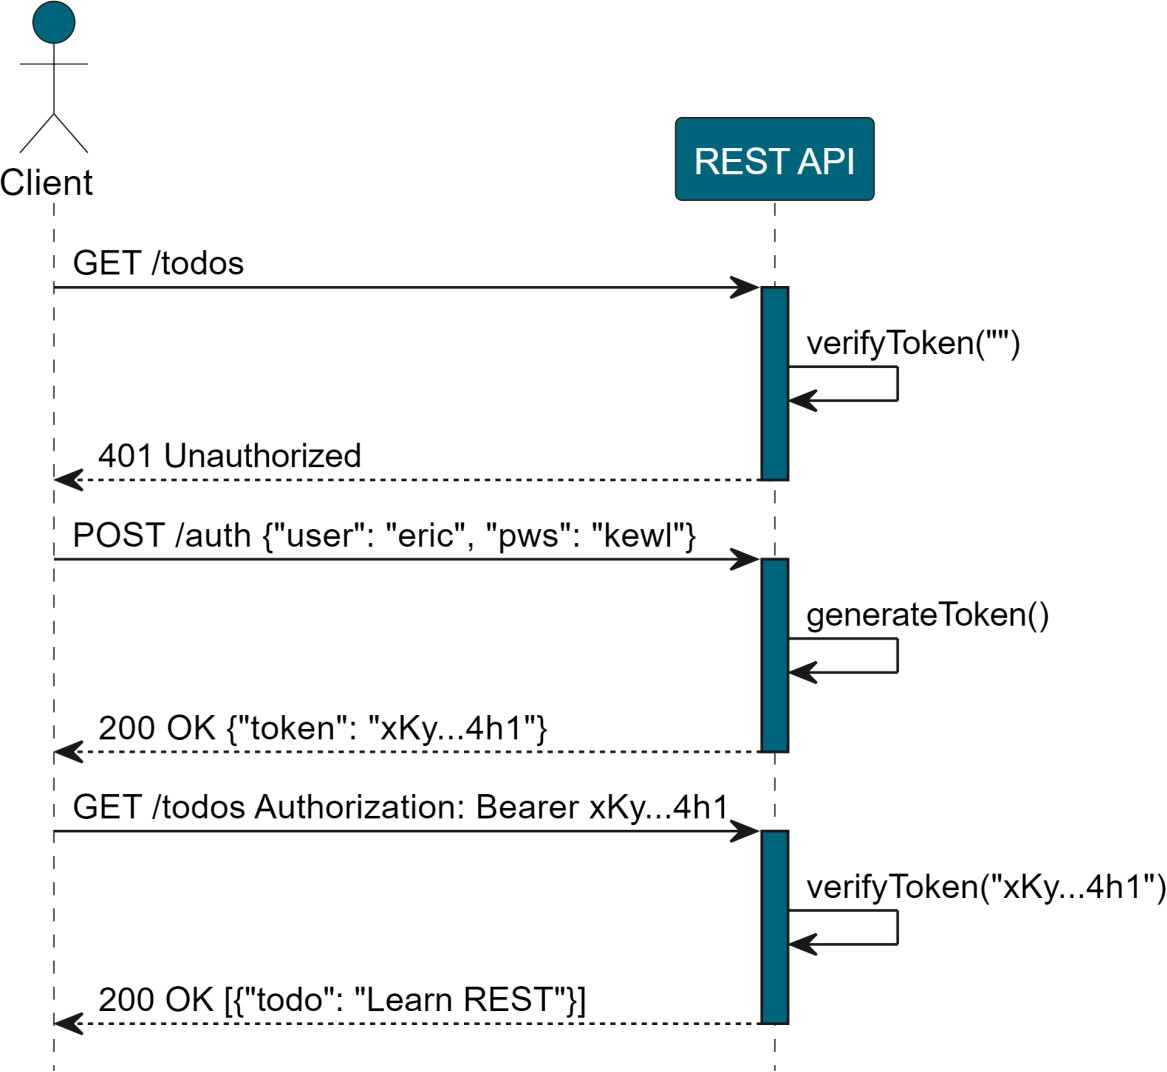 Client
REST API
GET /todos
verifyToken("")
401 Unauthorized
POST /auth {"user": "eric", "pws": "kewl"}
generateToken()
200 OK {"token": "xKy...4h1"}
GET /todos Authorization: Bearer xKy...4h1
verifyToken("xKy...4h1")
200 OK [{"todo": "Learn REST"}]